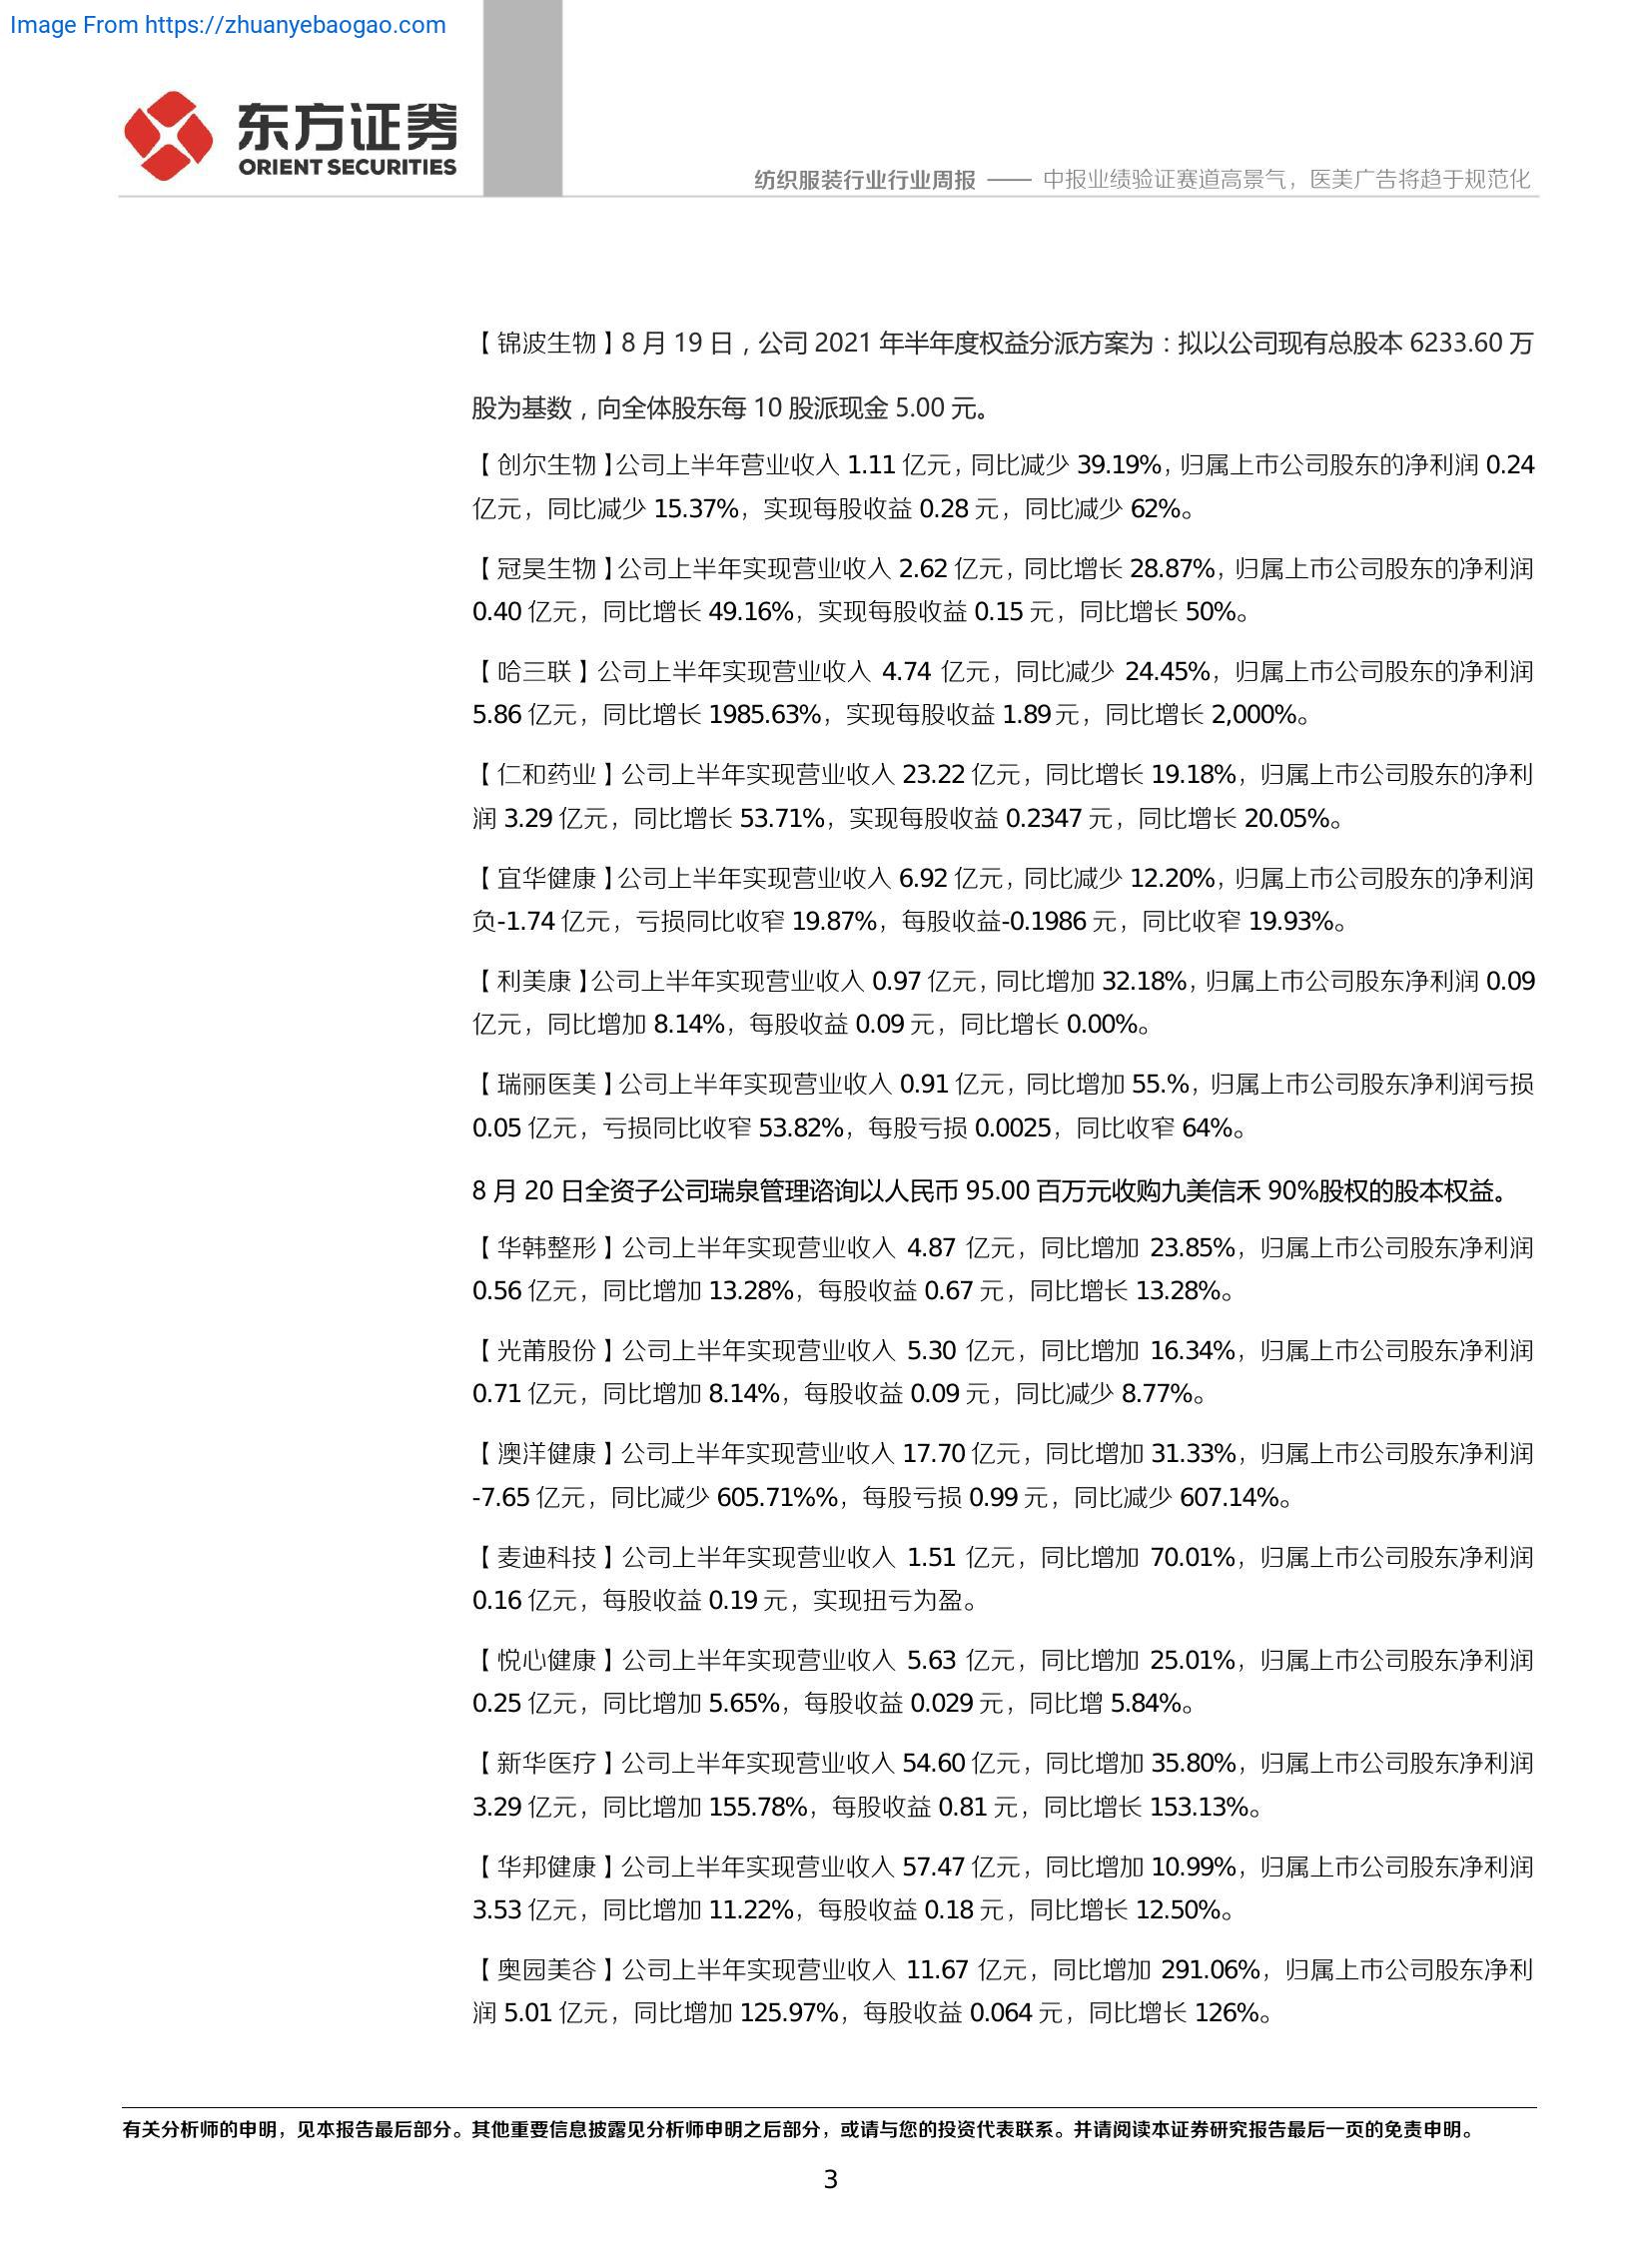 Image From https://zhuanyebaogao.com
东方证券
ORIENT SECURITIES
纺织服装行业行业周报 —— 中报业绩验证赛道高景气，医美广告将趋于规范化
【锦波生物】8 月 19 日，公司 2021 年半年度权益分派方案为：拟以公司现有总股本 6233.60 万
股为基数，向全体股东每 10 股派现金 5.00 元。
【创尔生物】公司上半年营业收入 1.11 亿元，同比减少 39.19%，归属上市公司股东的净利润 0.24
亿元，同比减少 15.37%，实现每股收益 0.28 元，同比减少 62%。
【冠昊生物】公司上半年实现营业收入 2.62 亿元，同比增长 28.87%，归属上市公司股东的净利润
0.40 亿元，同比增长 49.16%，实现每股收益 0.15 元，同比增长 50%。
【哈三联】公司上半年实现营业收入 4.74 亿元，同比减少 24.45%，归属上市公司股东的净利润
5.86 亿元，同比增长 1985.63%，实现每股收益 1.89 元，同比增长 2,000%。
【仁和药业】公司上半年实现营业收入 23.22 亿元，同比增长 19.18%，归属上市公司股东的净利
润 3.29 亿元，同比增长 53.71%，实现每股收益 0.2347 元，同比增长 20.05%。
【宜华健康】公司上半年实现营业收入 6.92 亿元，同比减少 12.20%，归属上市公司股东的净利润
负-1.74 亿元，亏损同比收窄 19.87%，每股收益-0.1986 元，同比收窄 19.93%。
【利美康】公司上半年实现营业收入 0.97 亿元，同比增加 32.18%，归属上市公司股东净利润 0.09
亿元，同比增加 8.14%，每股收益 0.09 元，同比增长 0.00%。
【瑞丽医美】公司上半年实现营业收入 0.91 亿元，同比增加 55.%，归属上市公司股东净利润亏损
0.05 亿元，亏损同比收窄 53.82%，每股亏损 0.0025，同比收窄 64%。
8 月 20 日全资子公司瑞泉管理谘询以人民币 95.00 百万元收购九美信禾 90%股权的股本权益。
【华韩整形】公司上半年实现营业收入 4.87 亿元，同比增加 23.85%，归属上市公司股东净利润
0.56 亿元，同比增加 13.28%，每股收益 0.67 元，同比增长 13.28%。
【光莆股份】公司上半年实现营业收入 5.30 亿元，同比增加 16.34%，归属上市公司股东净利润
0.71 亿元，同比增加 8.14%，每股收益 0.09 元，同比减少 8.77%。
【澳洋健康】公司上半年实现营业收入 17.70 亿元，同比增加 31.33%，归属上市公司股东净利润
-7.65 亿元，同比减少 605.71%%，每股亏损 0.99 元，同比减少 607.14%。
【麦迪科技】公司上半年实现营业收入 1.51 亿元，同比增加 70.01%，归属上市公司股东净利润
0.16 亿元，每股收益 0.19 元，实现扭亏为盈。
【悦心健康】公司上半年实现营业收入 5.63 亿元，同比增加 25.01%，归属上市公司股东净利润
0.25 亿元，同比增加 5.65%，每股收益 0.029 元，同比增 5.84%。
【新华医疗】公司上半年实现营业收入 54.60 亿元，同比增加 35.80%，归属上市公司股东净利润
3.29 亿元，同比增加 155.78%，每股收益 0.81 元，同比增长 153.13%。
【华邦健康】公司上半年实现营业收入 57.47 亿元，同比增加 10.99%，归属上市公司股东净利润
3.53 亿元，同比增加 11.22%，每股收益 0.18 元，同比增长 12.50%。
【奥园美谷】公司上半年实现营业收入 11.67 亿元，同比增加 291.06%，归属上市公司股东净利
润 5.01 亿元，同比增加 125.97%，每股收益 0.064 元，同比增长 126%。
有关分析师的申明，见本报告最后部分。其他重要信息披露见分析师申明之后部分，或请与您的投资代表联系。并请阅读本证券研究报告最后一页的免责申明。
3